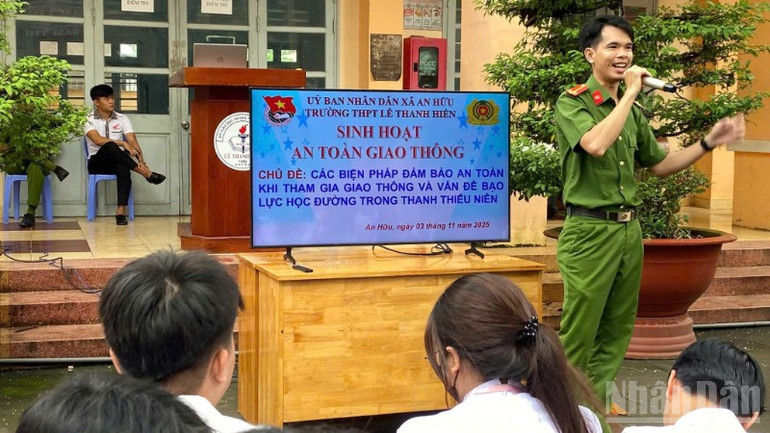 ỦY BAN NHÂN DÂN XÃ AN HỮU
TRƯỜNG THPT LÊ THANH HIỀN
SINH HOẠT
AN TOÀN GIAO THÔNG
CHỦ ĐỀ: CÁC BIỆN PHÁP ĐẢM BẢO AN TOÀN
KHI THAM GIA GIAO THÔNG VÀ VẤN ĐỀ BẠO
LỰC HỌC ĐƯỜNG TRONG THANH THIẾU NIÊN
An Hữu, ngày 03 tháng 11 năm 2025
PCCC
NhânDân